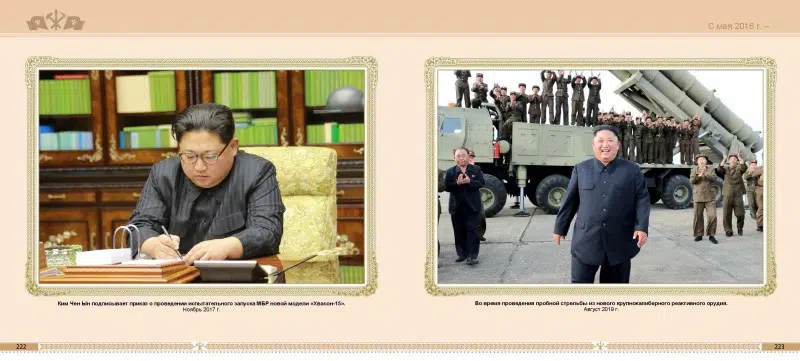 С мая 2016 г. –
Ким Чен Ын подписывает приказ о проведении испытательного запуска МБР новой модели «Хвасон-15».
Ноябрь 2017 г.
Во время проведения пробной стрельбы из нового крупнокалиберного реактивного орудия.
Август 2019 г.
222
223